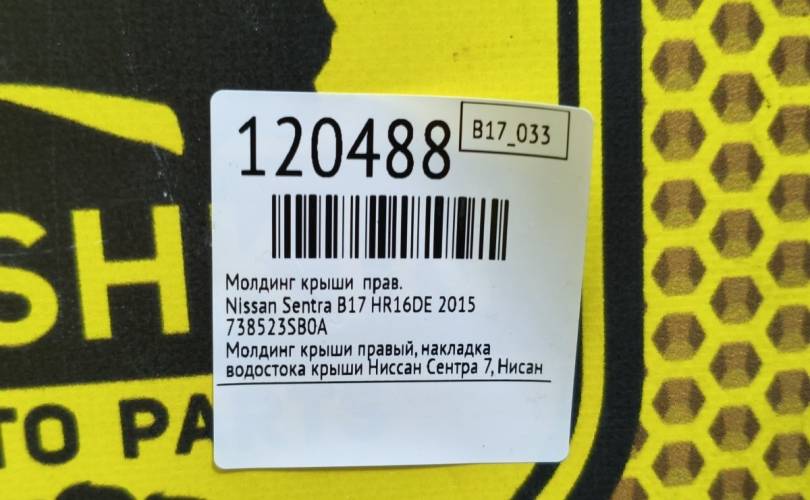 120488
B17_033
Молдинг крыши прав.
Nissan Sentra B17 HR16DE 2015
738523SB0A
Молдинг крыши правый, накладка
водостока крыши Ниссан Сентра 7, Нисан
SH
TO PA